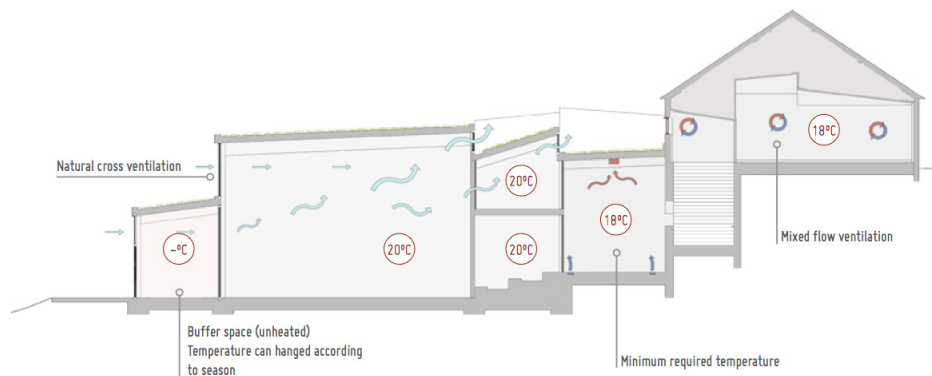 Natural cross ventilation
~ºC
20ºC
20ºC
20ºC
18ºC
18ºC
Mixed flow ventilation
Buffer space (unheated)
Temperature can hanged according
to season
Minimum required temperature